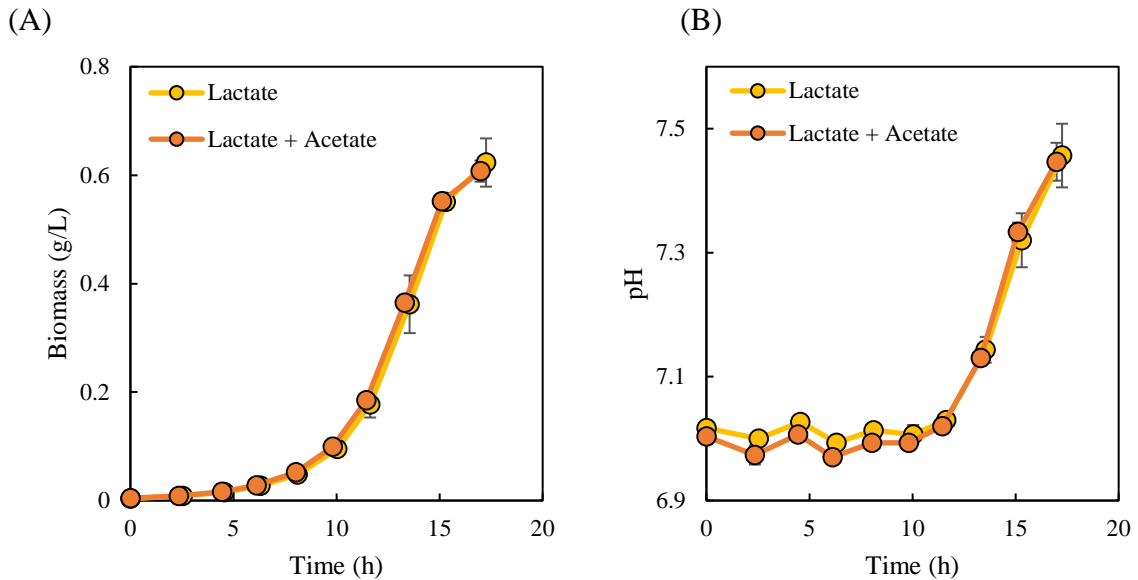 (A)
0.8
0.6
0.4
0.2
0
Biomass (g/L)
Lactate
Lactate + Acetate
0
5
10
15
20
Time (h)
(B)
7.5
7.3
7.1
6.9
pH
Lactate
Lactate + Acetate
0
5
10
15
20
Time (h)